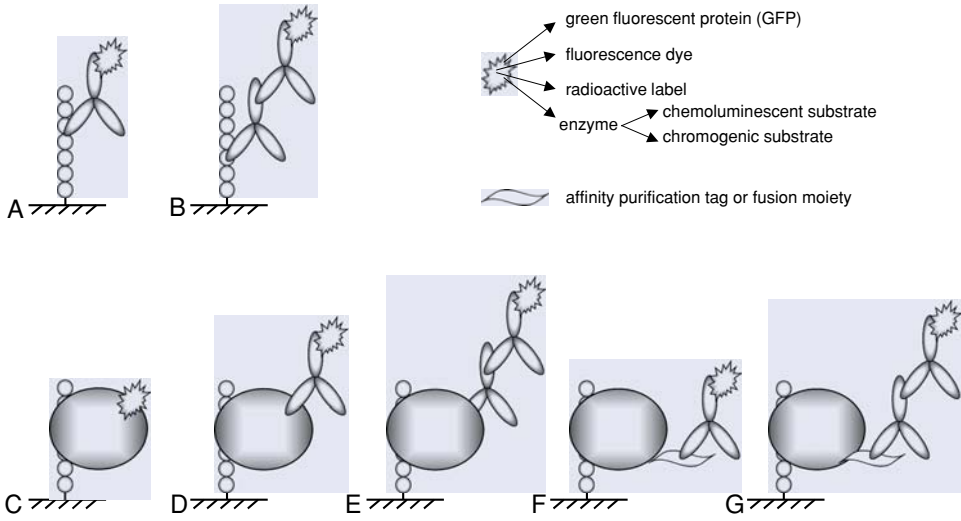 green fluorescent protein (GFP)
fluorescence dye
radioactive label
enzyme
chemoluminescent substrate
chromogenic substrate
affinity purification tag or fusion moiety
A
B
C
D
E
F
G